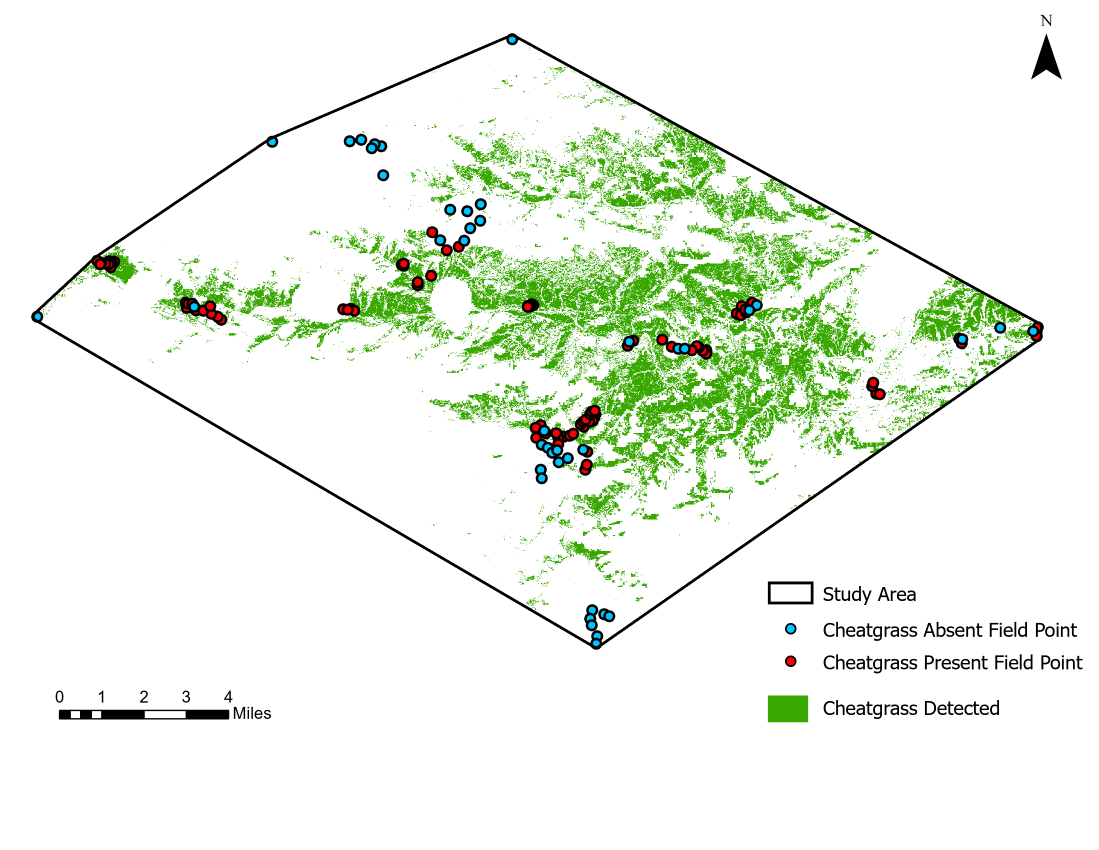 N
Study Area
Cheatgrass Absent Field Point
Cheatgrass Present Field Point
Cheatgrass Detected
0 1 2 3 4
Miles